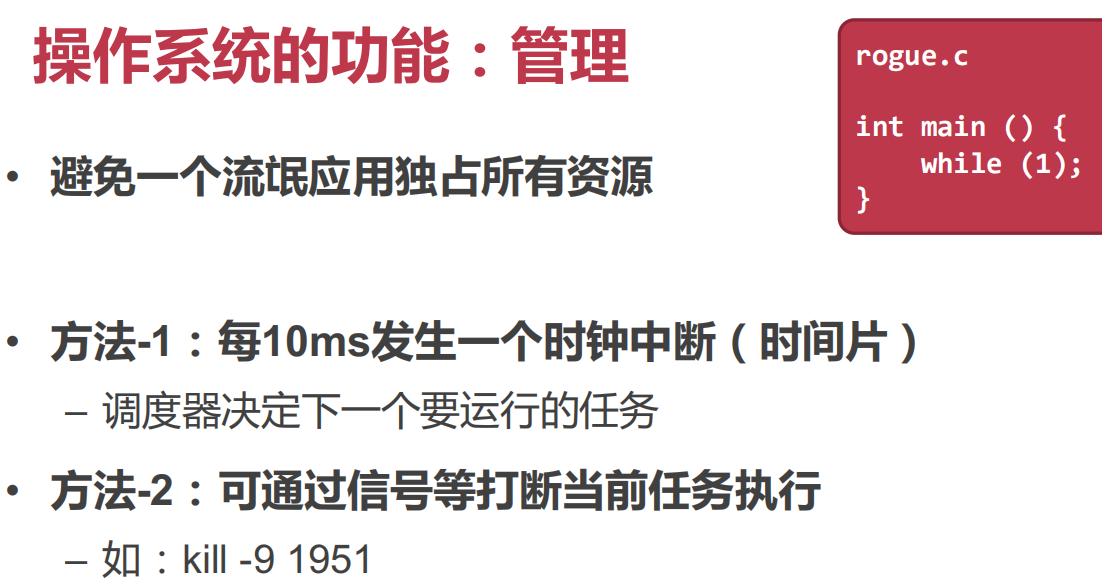 操作系统的功能：管理
rogue.c
int main () {
    while (1);
}
• 避免一个流氓应用独占所有资源
• 方法-1：每10ms发生一个时钟中断（时间片）
– 调度器决定下一个要运行的任务
• 方法-2：可通过信号等打断当前任务执行
– 如：kill -9 1951